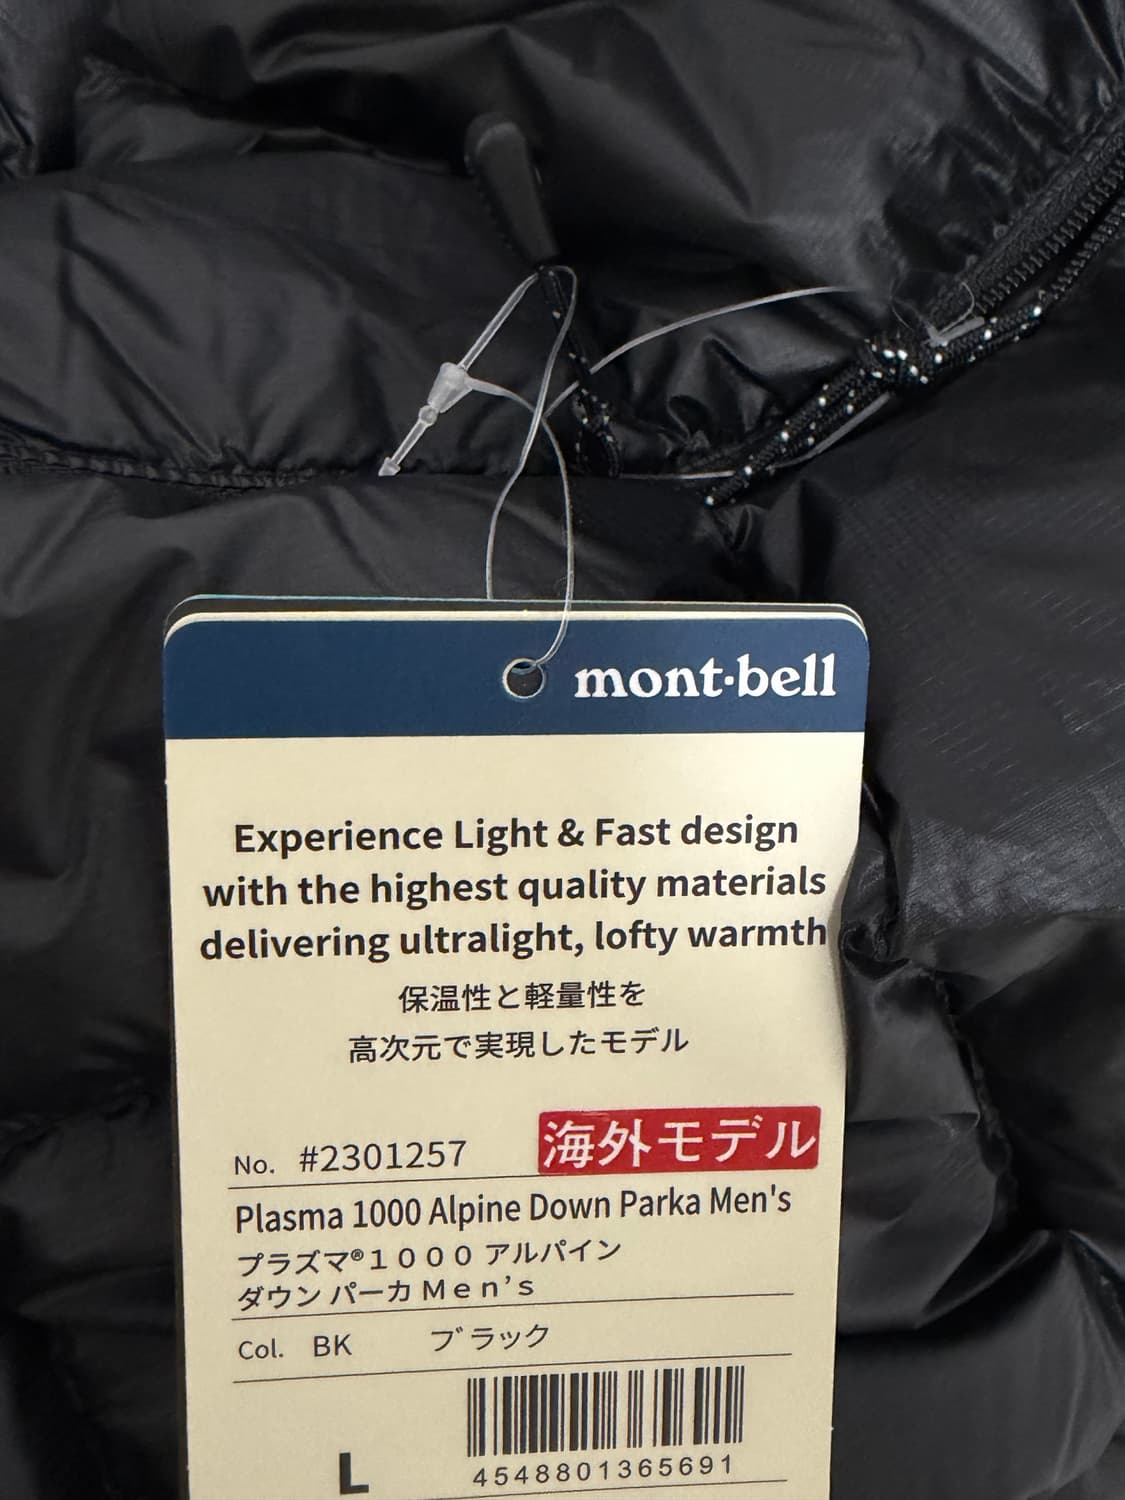 mont·bell
Experience Light & Fast design
with the highest quality materials
delivering ultralight, lofty warmth
保温性と軽量性を
高次元で実現したモデル
No. #2301257 海外モデル
Plasma 1000 Alpine Down Parka Men's
プラズマ®１０００ アルパイン
ダウン パーカ Ｍｅｎ’ｓ
Col. BK ブラック
L
4548801365691